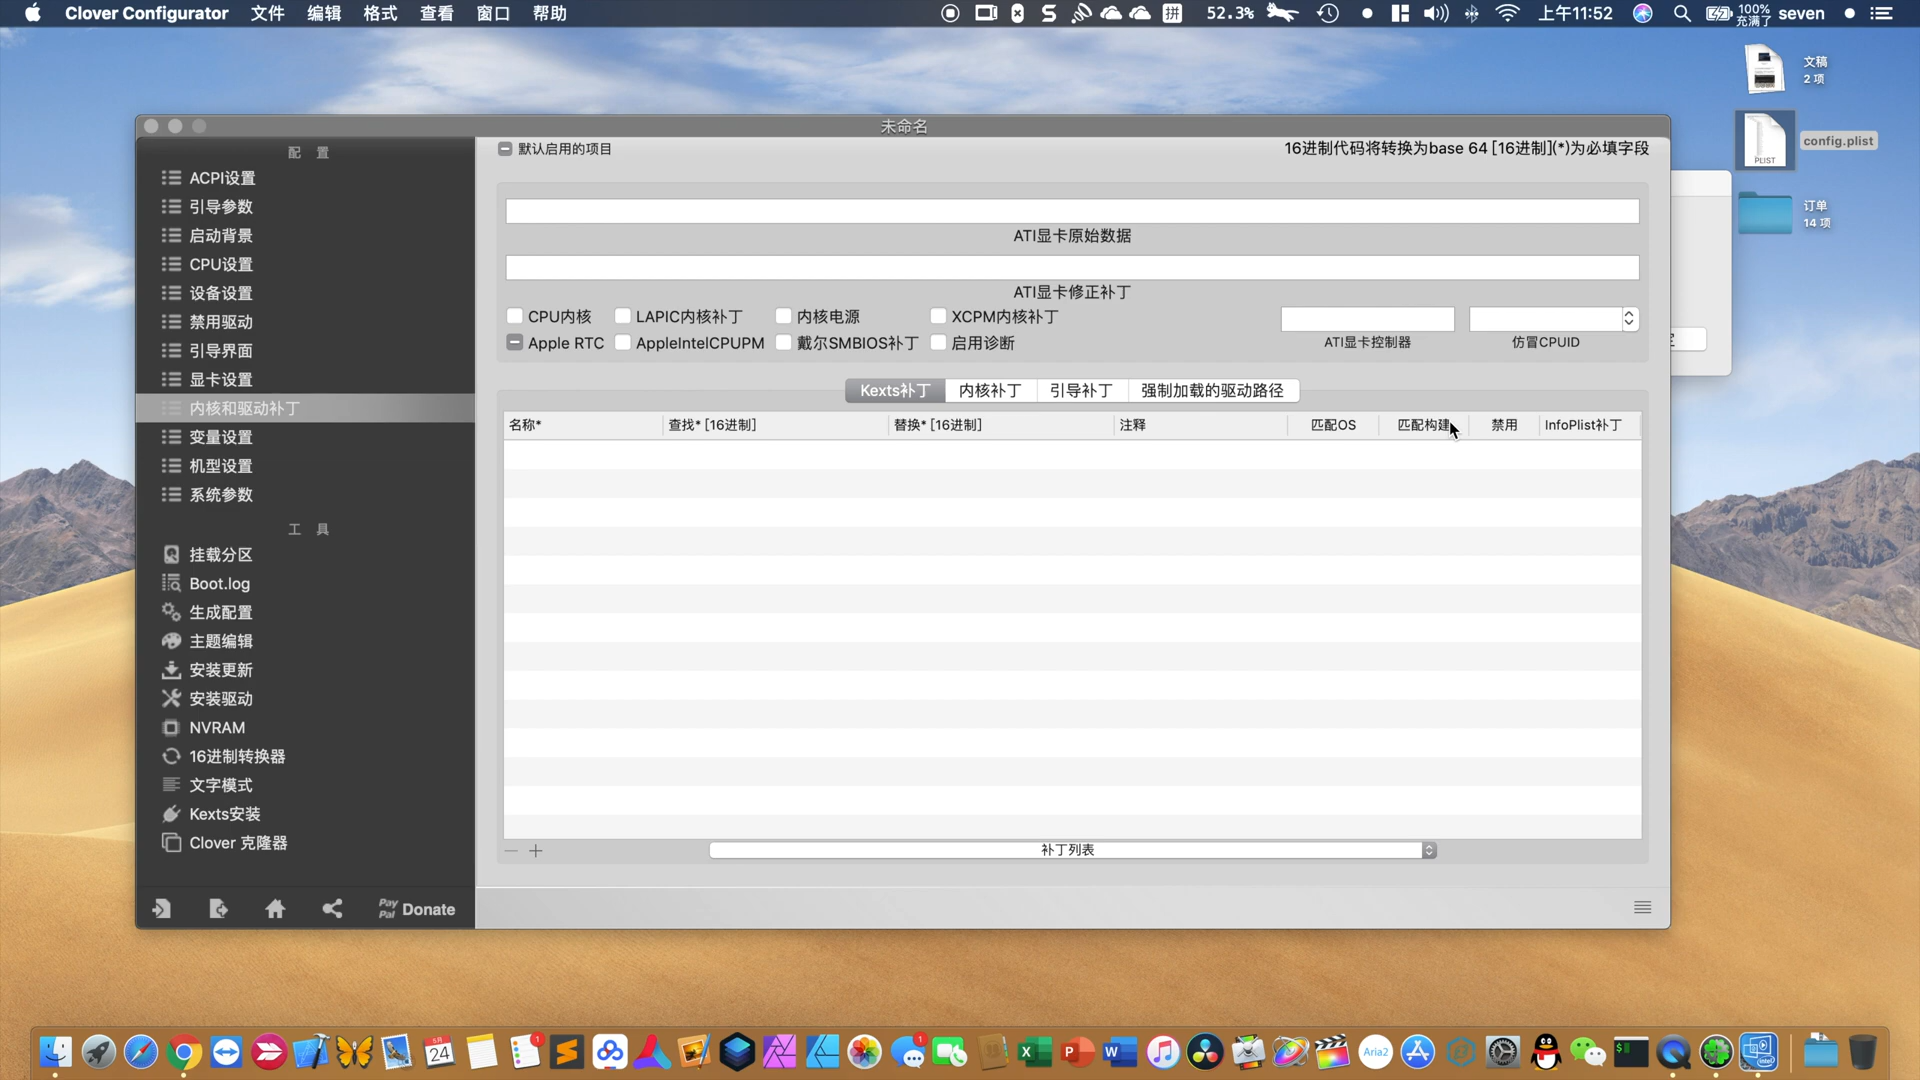 Clover Configurator 文件 编辑 格式 查看 窗口 帮助
拼 52.3% 上午11:52 100% 充满了 seven
文稿
2 项
PLIST
config.plist
订单
14 项
未命名
配 置
ACPI设置
引导参数
启动背景
CPU设置
设备设置
禁用驱动
引导界面
显卡设置
内核和驱动补丁
变量设置
机型设置
系统参数
工 具
挂载分区
Boot.log
生成配置
主题编辑
安装更新
安装驱动
NVRAM
16进制转换器
文字模式
Kexts安装
Clover 克隆器
Pay Pal Donate
默认启用的项目
16进制代码将转换为base 64 [16进制](*)为必填字段
ATI显卡原始数据
ATI显卡修正补丁
CPU内核 LAPIC内核补丁 内核电源 XCPM内核补丁
Apple RTC AppleIntelCPUPM 戴尔SMBIOS补丁 启用诊断
ATI显卡控制器 仿冒CPUID
Kexts补丁 内核补丁 引导补丁 强制加载的驱动路径
名称* 查找* [16进制] 替换* [16进制] 注释 匹配OS 匹配构建 禁用 InfoPlist补丁
补丁列表
24
1
1
Aria2